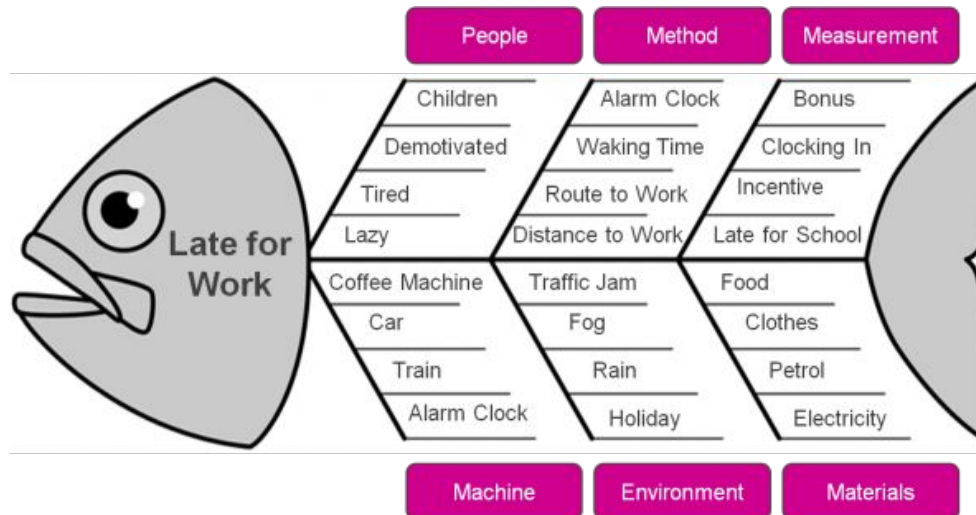 People
Method
Measurement
Children
Demotivated
Tired
Lazy
Alarm Clock
Waking Time
Route to Work
Distance to Work
Bonus
Clocking In
Incentive
Late for School
Late for
Work
Coffee Machine
Car
Train
Alarm Clock
Traffic Jam
Fog
Rain
Holiday
Food
Clothes
Petrol
Electricity
Machine
Environment
Materials